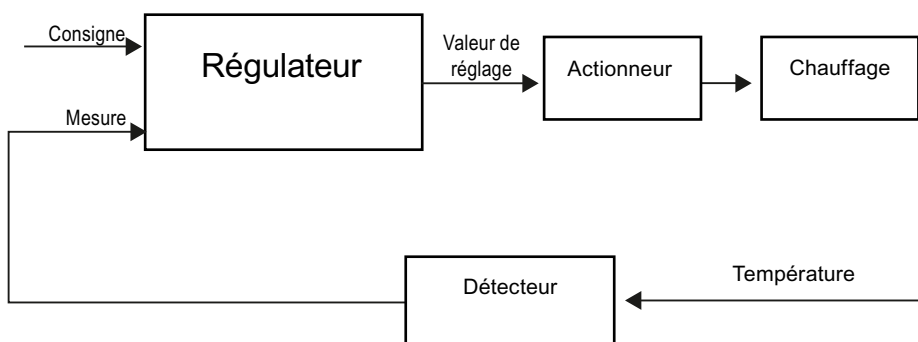 Consigne
Régulateur
Mesure
Valeur de
réglage
Actionneur
Chauffage
Détecteur
Température